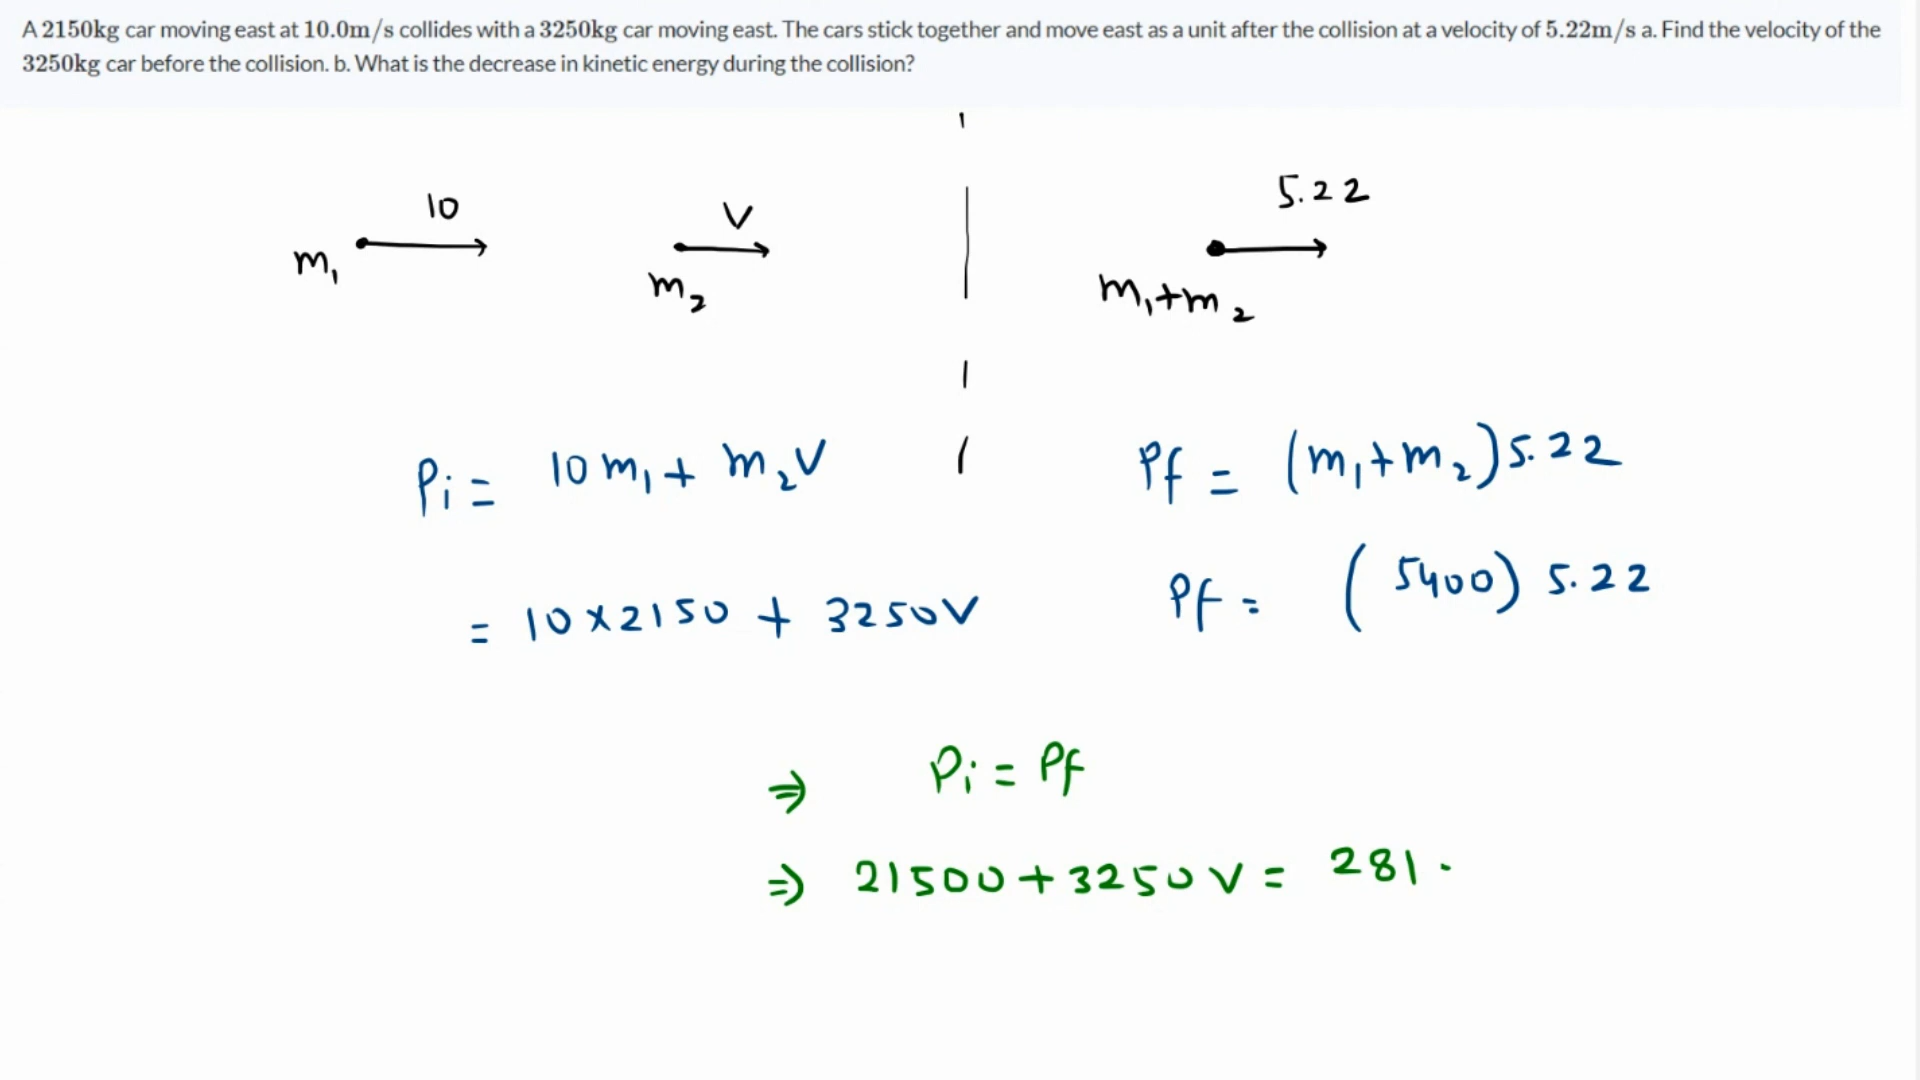 A 2150kg car moving east at 10.0m/s collides with a 3250kg car moving east. The cars stick together and move east as a unit after the collision at a velocity of 5.22m/s a. Find the velocity of the
3250kg car before the collision. b. What is the decrease in kinetic energy during the collision?
10 V 5.22
m₁ m₂ m₁+m₂
Pi = 10m₁ + m₂V Pf = (m₁+m₂)5.22
= 10×2150 + 3250V Pf = (5400) 5.22
⇒ Pi = Pf
⇒ 21500+3250V = 281.